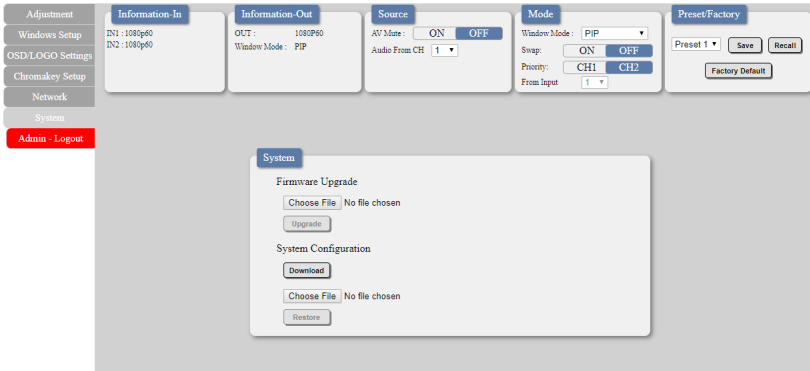 Adjustment
Windows Setup
OSD/LOGO Settings
Chromakey Setup
Network
System
Admin - Logout
Information-In
IN1 : 1080p60
IN2 : 1080p60
Information-Out
OUT : 1080P60
Window Mode : PIP
Source
AV Mute : ON OFF
Audio From CH 1
Mode
Window Mode : PIP
Swap: ON OFF
Priority: CH1 CH2
From Input 1
Preset/Factory
Preset 1 Save Recall
Factory Default
System
Firmware Upgrade
Choose File No file chosen
Upgrade
System Configuration
Download
Choose File No file chosen
Restore